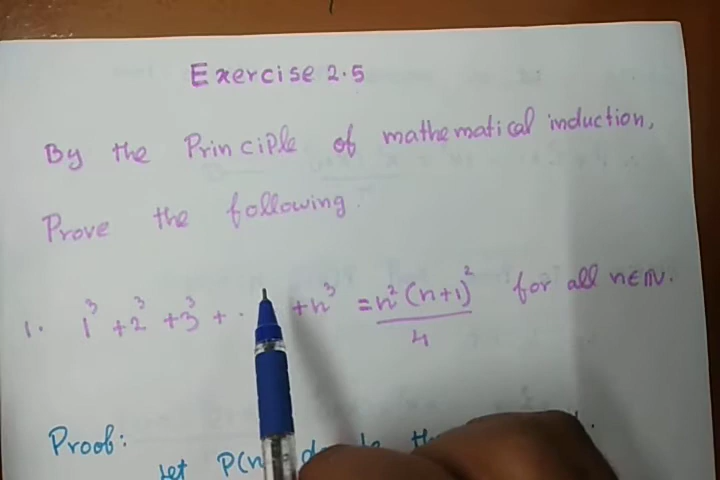 Exercise 2.5
By the Principle of mathematical induction,
Prove the following.
1. 1³ + 2³ + 3³ + . + n³ = n²(n+1)²/4 for all n∈N.
Proof:
Let P(n